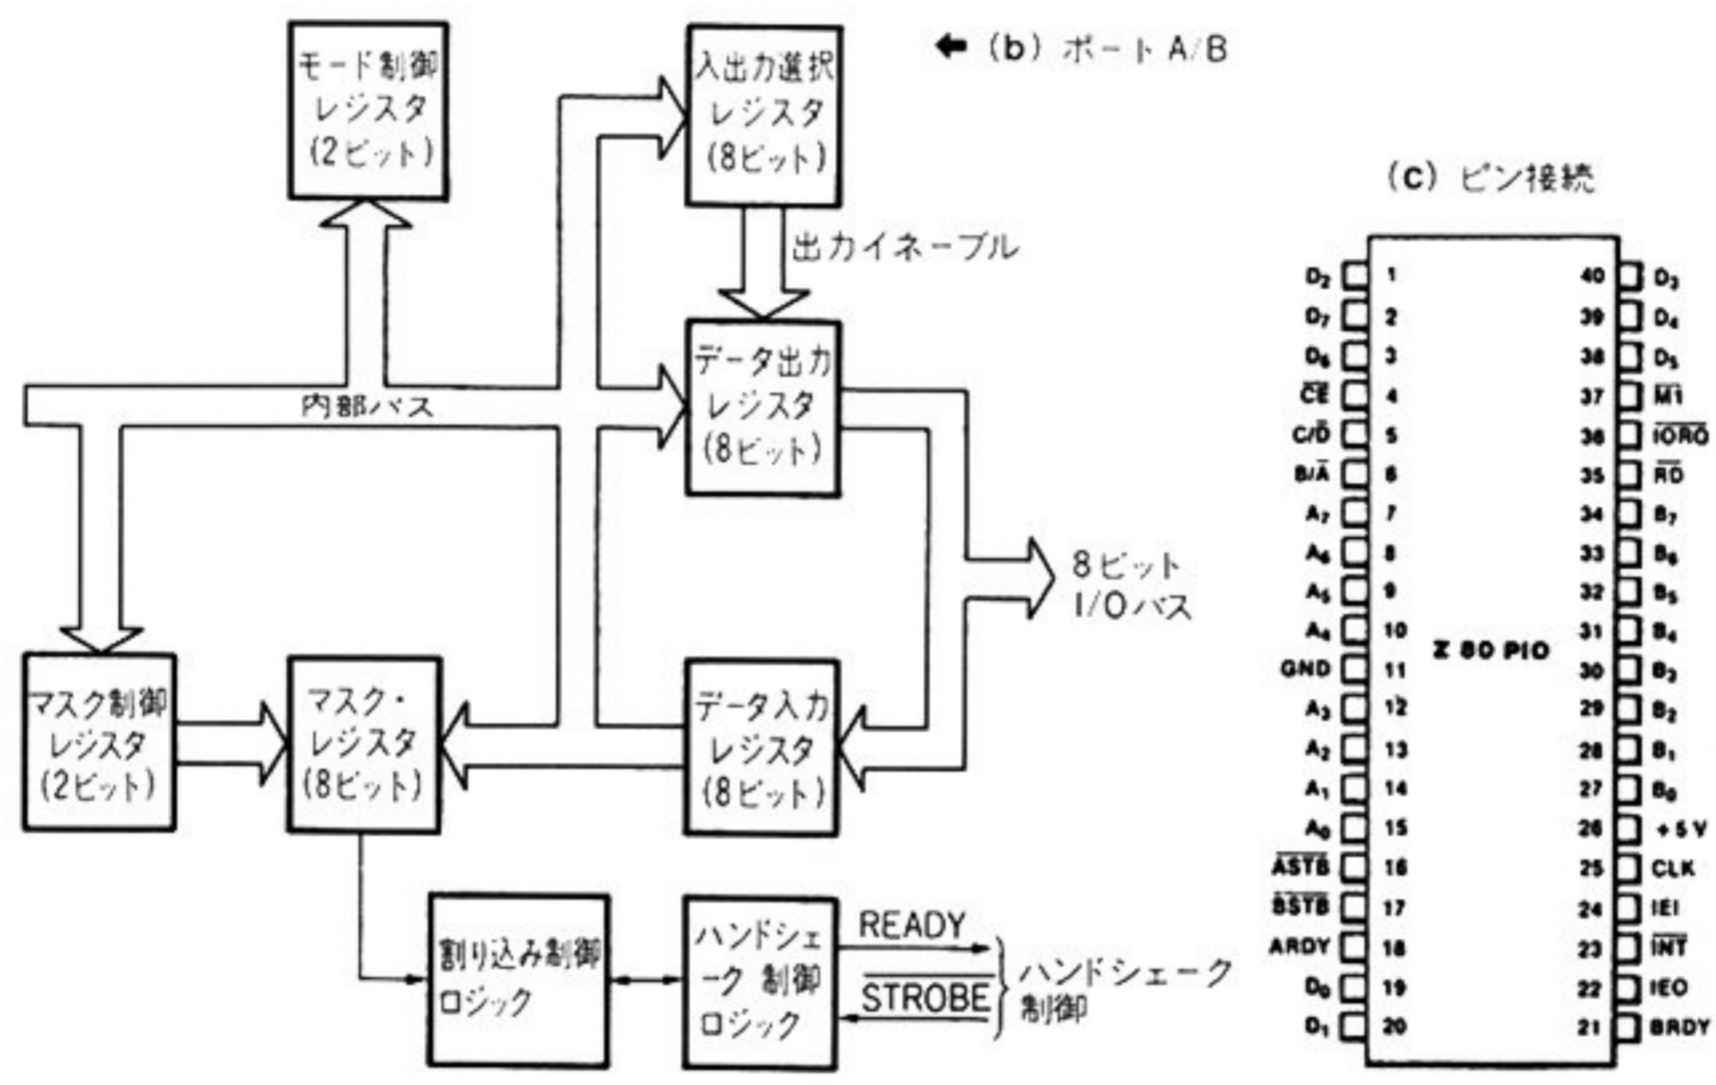 ← (b) ポート A/B
モード制御
レジスタ
(2ビット)
入出力選択
レジスタ
(8ビット)
出力イネーブル
データ出力
レジスタ
(8ビット)
内部バス
8ビット
I/Oバス
マスク制御
レジスタ
(2ビット)
マスク・
レジスタ
(8ビット)
データ入力
レジスタ
(8ビット)
割り込み制御
ロジック
ハンドシェ
ーク 制御
ロジック
READY
S̅T̅R̅O̅B̅E̅
ハンドシェーク
制御
(c) ピン接続
Z 80 PIO
D₂ 1
D₇ 2
D₆ 3
C̅E̅ 4
C/D̅ 5
B/A̅ 6
A₇ 7
A₆ 8
A₅ 9
A₄ 10
GND 11
A₃ 12
A₂ 13
A₁ 14
A₀ 15
A̅S̅T̅B̅ 16
B̅S̅T̅B̅ 17
ARDY 18
D₀ 19
D₁ 20
40 D₃
39 D₄
38 D₅
37 M̅1̅
36 I̅O̅R̅Q̅
35 R̅D̅
34 B₇
33 B₆
32 B₅
31 B₄
30 B₃
29 B₂
28 B₁
27 B₀
26 +5V
25 CLK
24 IEI
23 I̅N̅T̅
22 IEO
21 BRDY